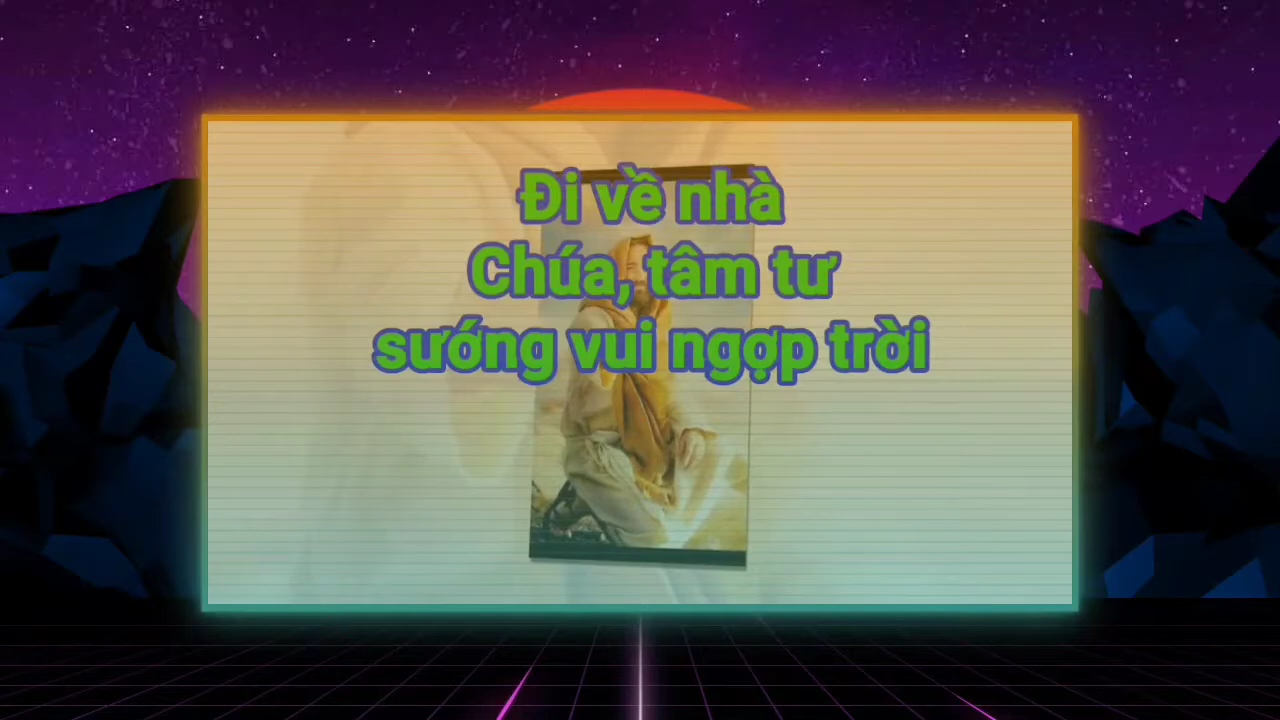 Đi về nhà
Chúa, tâm tư
sướng vui ngợp trời